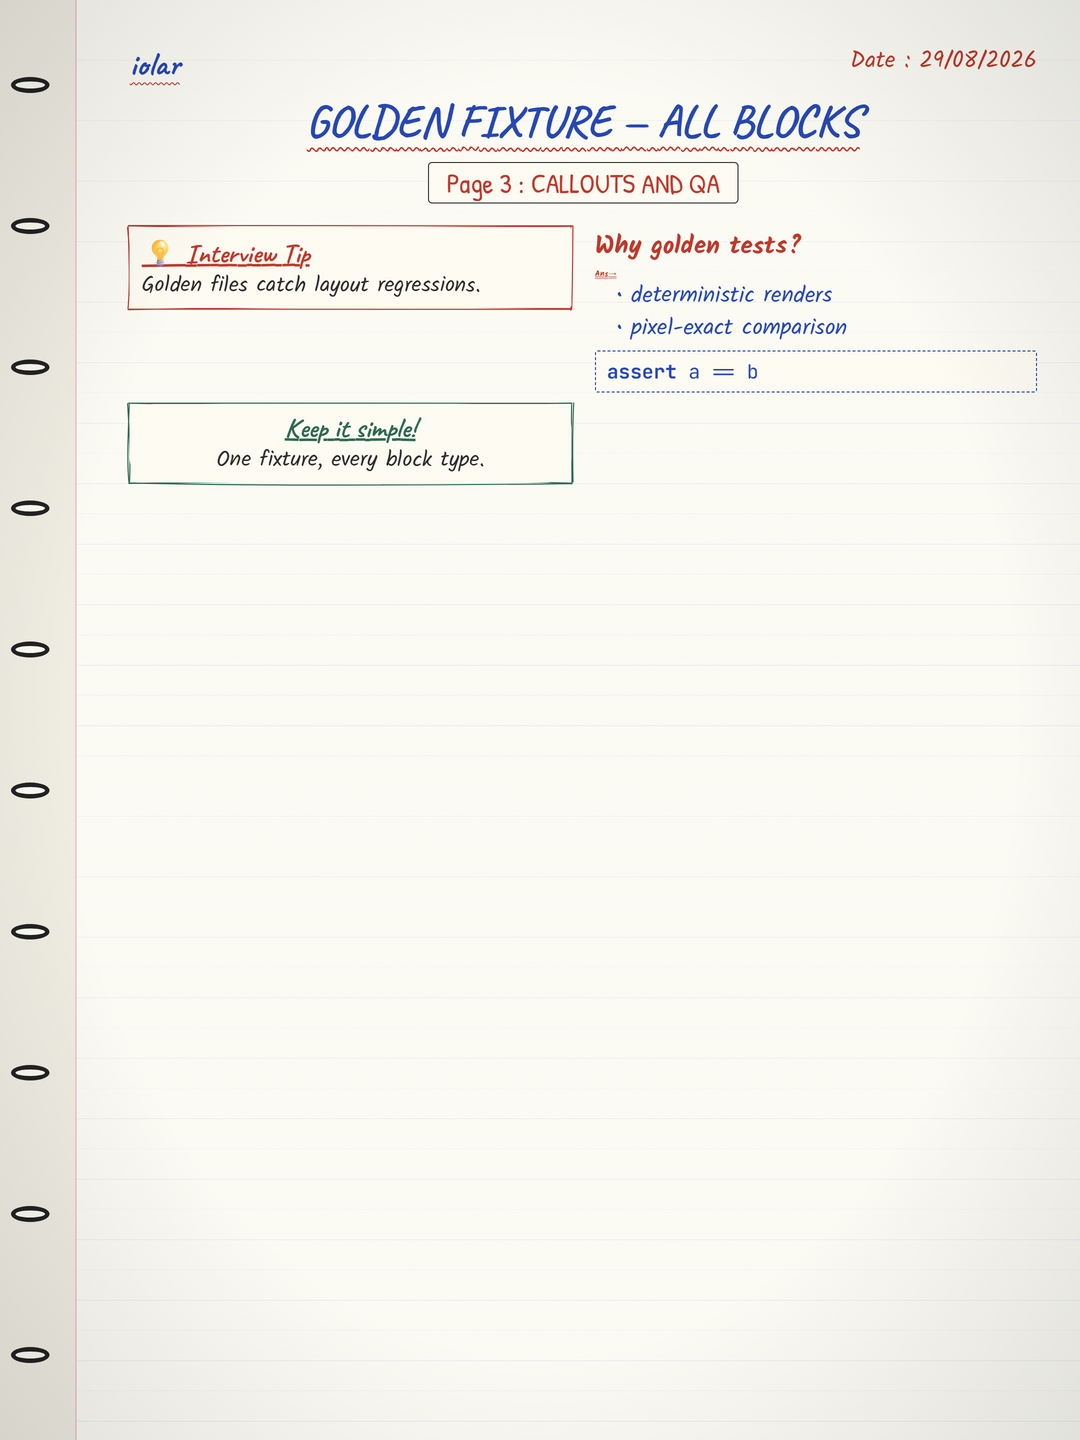 iolar
Date : 29/08/2026
GOLDEN FIXTURE – ALL BLOCKS
Page 3 : CALLOUTS AND QA
💡 Interview Tip
Golden files catch layout regressions.
Why golden tests?
Ans→
• deterministic renders
• pixel-exact comparison
assert a == b
Keep it simple!
One fixture, every block type.